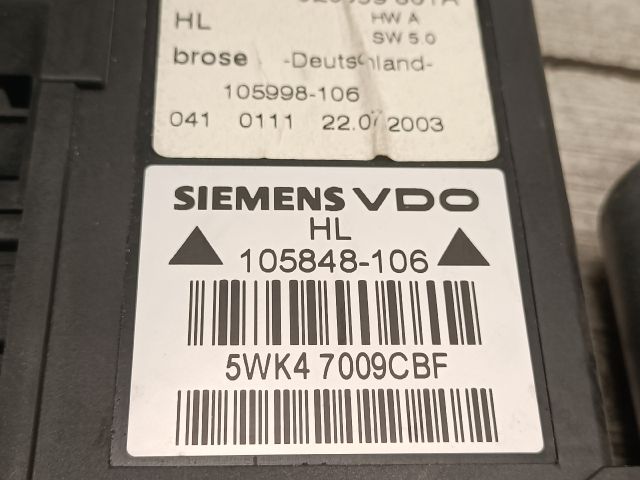 HL HW A
SW 5.0
brose -Deutschland-
105998-106
041 0111 22.07 2003
SIEMENS VDO
HL
105848-106
5WK4 7009CBF